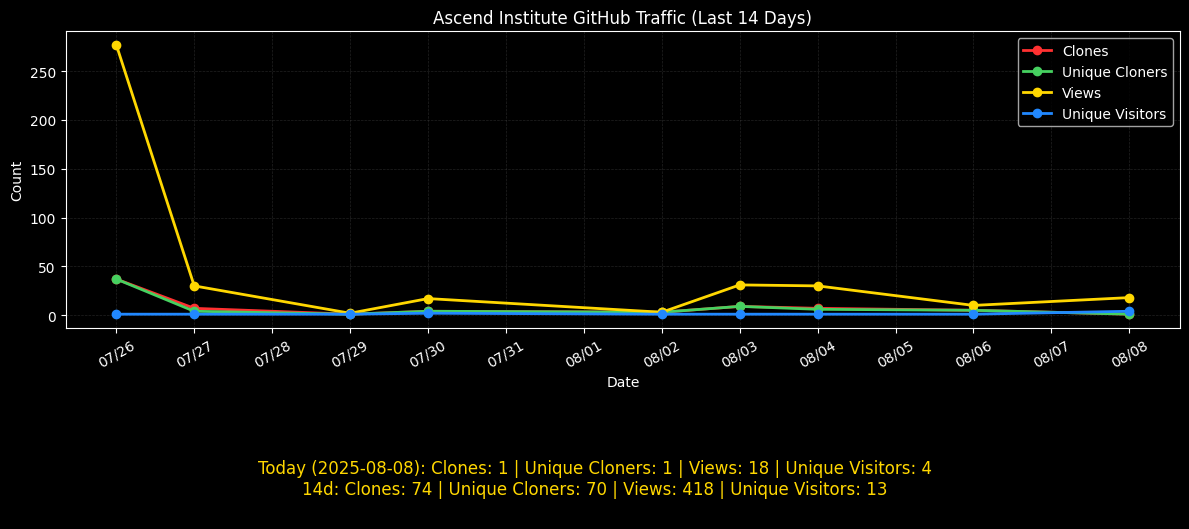 Ascend Institute GitHub Traffic (Last 14 Days)
Clones
Unique Cloners
Views
Unique Visitors
Count
250
200
150
100
50
0
07/26 07/27 07/28 07/29 07/30 07/31 08/01 08/02 08/03 08/04 08/05 08/06 08/07 08/08
Date
Today (2025-08-08): Clones: 1 | Unique Cloners: 1 | Views: 18 | Unique Visitors: 4
14d: Clones: 74 | Unique Cloners: 70 | Views: 418 | Unique Visitors: 13